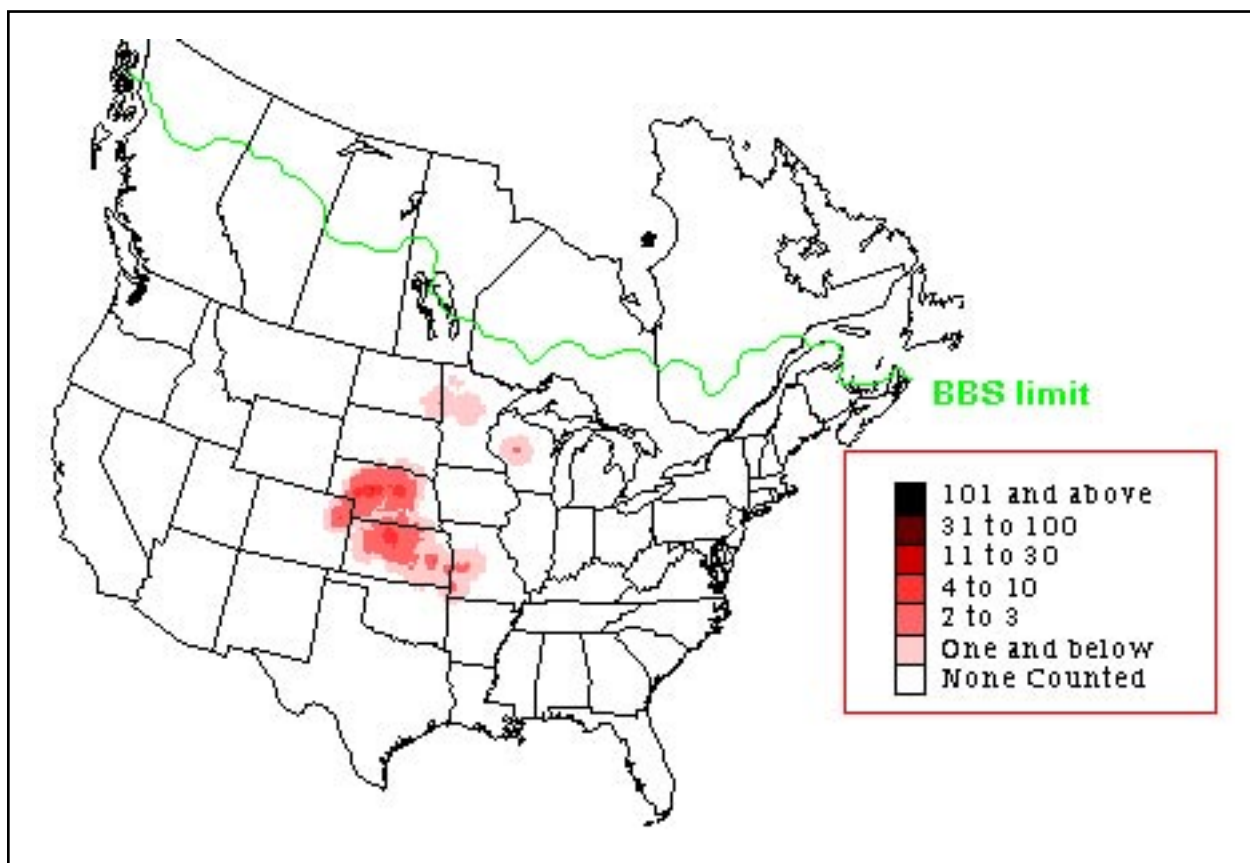 BBS limit
101 and above
31 to 100
11 to 30
4 to 10
2 to 3
One and below
None Counted